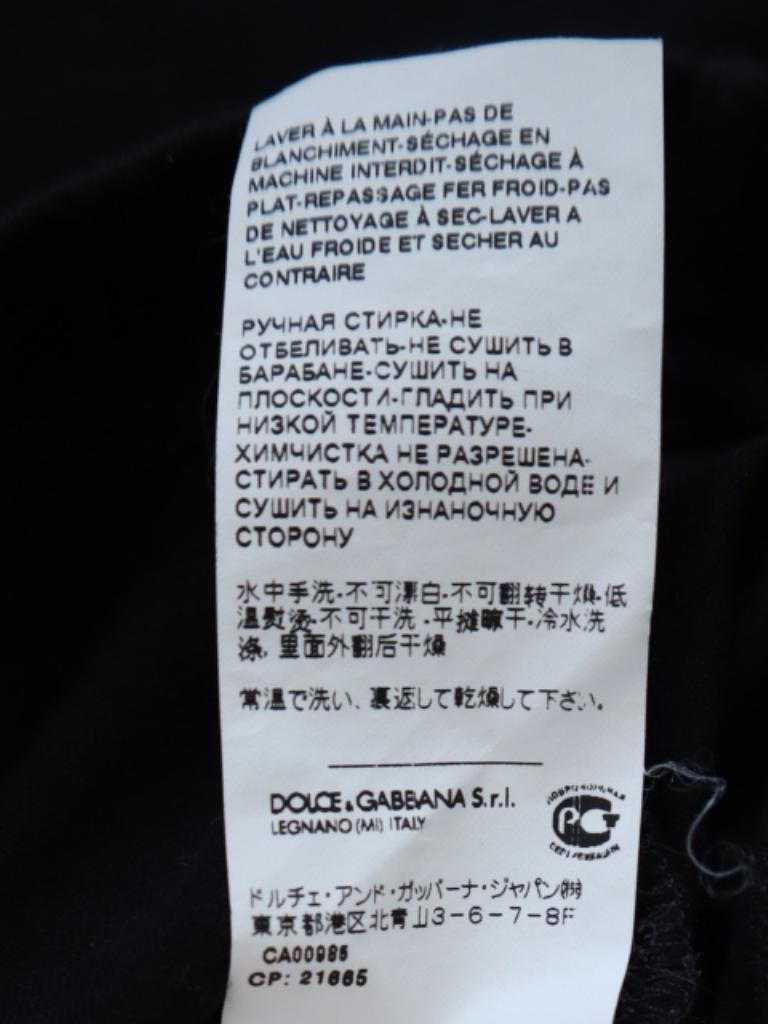 LAVER À LA MAIN-PAS DE
BLANCHIMENT-SÉCHAGE EN
MACHINE INTERDIT-SÉCHAGE À
PLAT-REPASSAGE FER FROID-PAS
DE NETTOYAGE À SEC-LAVER A
L'EAU FROIDE ET SECHER AU
CONTRAIRE
РУЧНАЯ СТИРКА-НЕ
ОТБЕЛИВАТЬ-НЕ СУШИТЬ В
БАРАБАНЕ-СУШИТЬ НА
ПЛОСКОСТИ-ГЛАДИТЬ ПРИ
НИЗКОЙ ТЕМПЕРАТУРЕ-
ХИМЧИСТКА НЕ РАЗРЕШЕНА-
СТИРАТЬ В ХОЛОДНОЙ ВОДЕ И
СУШИТЬ НА ИЗНАНОЧНУЮ
СТОРОНУ
水中手洗-不可漂白-不可翻转干燥-低
温熨烫-不可干洗-平摊晾干-冷水洗
涤, 里面外翻后干燥
常温で洗い、裏返して乾燥して下さい。
DOLCE & GABBANA S.r.l.
LEGNANO (MI) ITALY
РСТ
ドルチェ・アンド・ガッバーナ・ジャパン㈱
東京都港区北青山3-6-7-8F
CA00985
CP: 21665